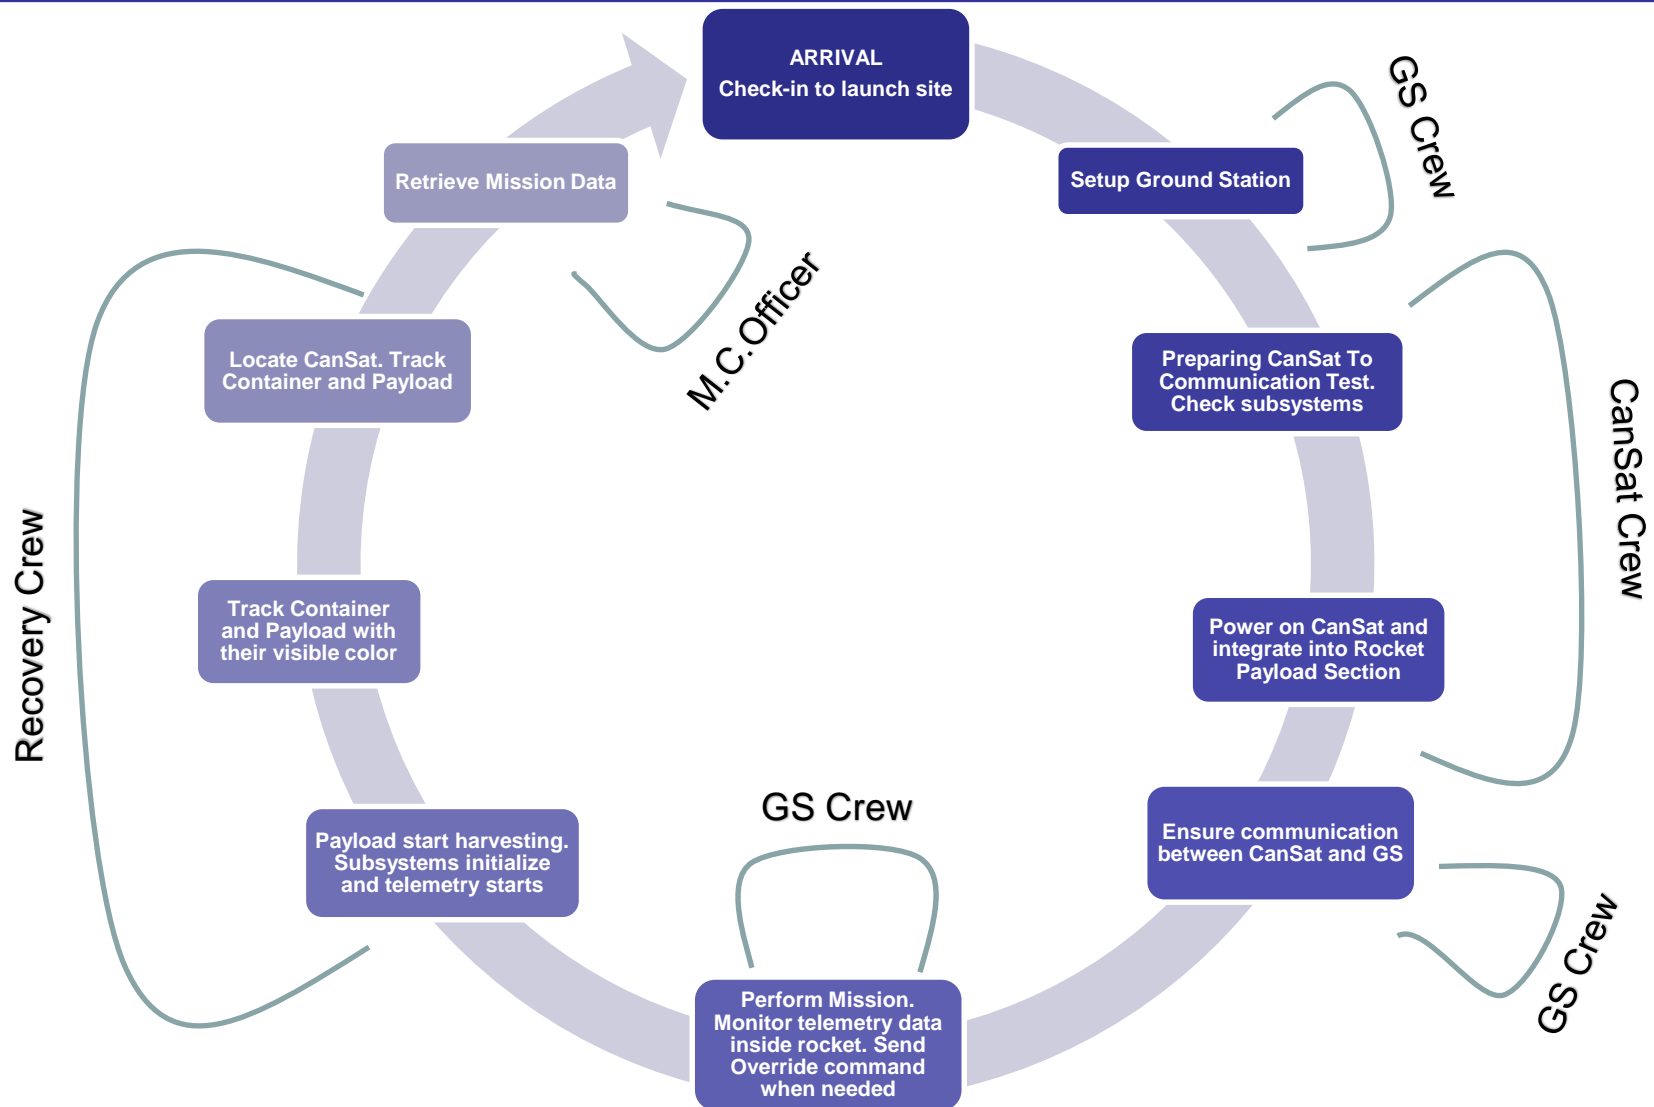 ARRIVAL
Check-in to launch site
GS Crew
Setup Ground Station
Preparing CanSat To
Communication Test.
Check subsystems
CanSat Crew
Power on CanSat and
integrate into Rocket
Payload Section
Ensure communication
between CanSat and GS
GS Crew
GS Crew
Perform Mission.
Monitor telemetry data
inside rocket. Send
Override command
when needed
Payload start harvesting.
Subsystems initialize
and telemetry starts
Track Container
and Payload with
their visible color
Recovery Crew
Locate CanSat. Track
Container and Payload
Retrieve Mission Data
M.C.Officer